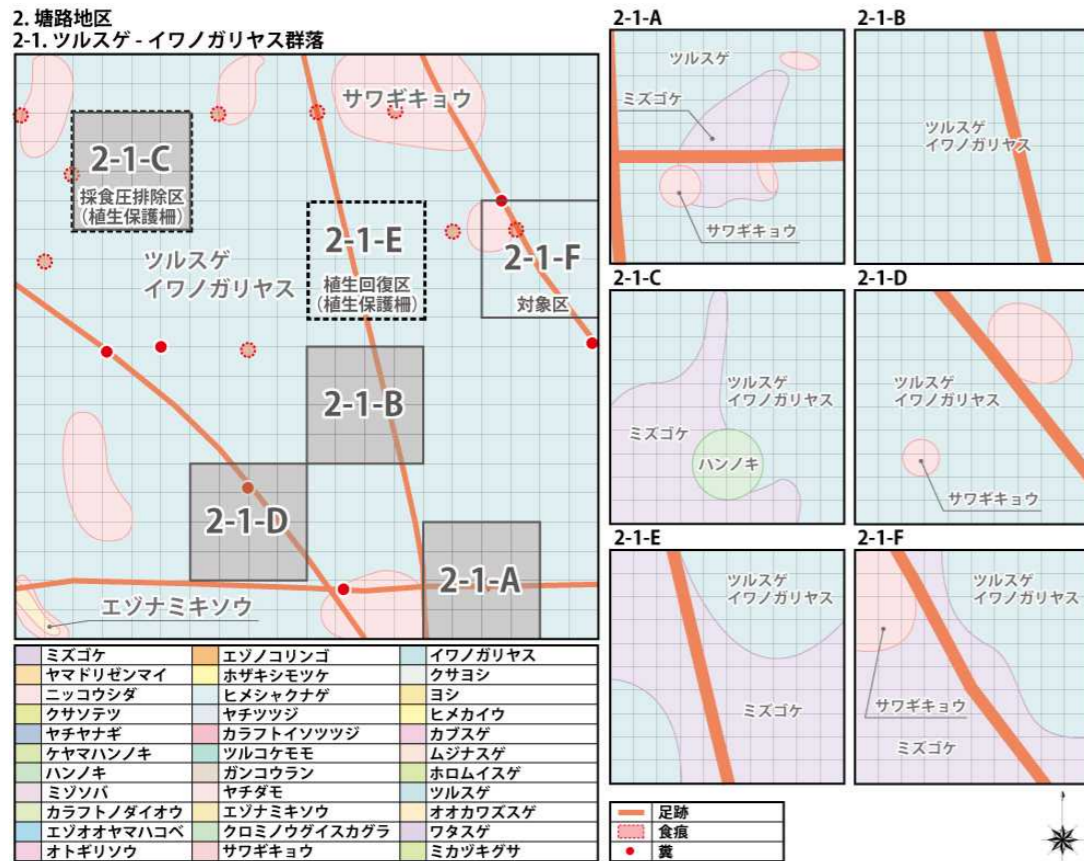 2. 塘路地区
2-1. ツルスゲ - イワノガリヤス群落
サワギキョウ
2-1-C
採食圧排除区
(植生保護柵)
2-1-E
植生回復区
(植生保護柵)
2-1-F
対象区
ツルスゲ
イワノガリヤス
2-1-B
2-1-D
2-1-A
エゾナミキソウ
2-1-A
ツルスゲ
ミズゴケ
サワギキョウ
2-1-B
ツルスゲ
イワノガリヤス
2-1-C
ツルスゲ
イワノガリヤス
ミズゴケ
ハンノキ
2-1-D
ツルスゲ
イワノガリヤス
サワギキョウ
2-1-E
ツルスゲ
イワノガリヤス
ミズゴケ
2-1-F
ツルスゲ
イワノガリヤス
サワギキョウ
ミズゴケ
ミズゴケ エゾノコリンゴ イワノガリヤス
ヤマドリゼンマイ ホザキシモツケ クサヨシ
ニッコウシダ ヒメシャクナゲ ヨシ
クサソテツ ヤチツツジ ヒメカイウ
ヤチヤナギ カラフトイソツツジ カブスゲ
ケヤマハンノキ ツルコケモモ ムジナスゲ
ハンノキ ガンコウラン ホロムイスゲ
ミゾソバ ヤチダモ ツルスゲ
カラフトノダイオウ エゾナミキソウ オオカワズスゲ
エゾオオヤマハコベ クロミノウグイスカグラ ワタスゲ
オトギリソウ サワギキョウ ミカヅキグサ
足跡
食痕
糞